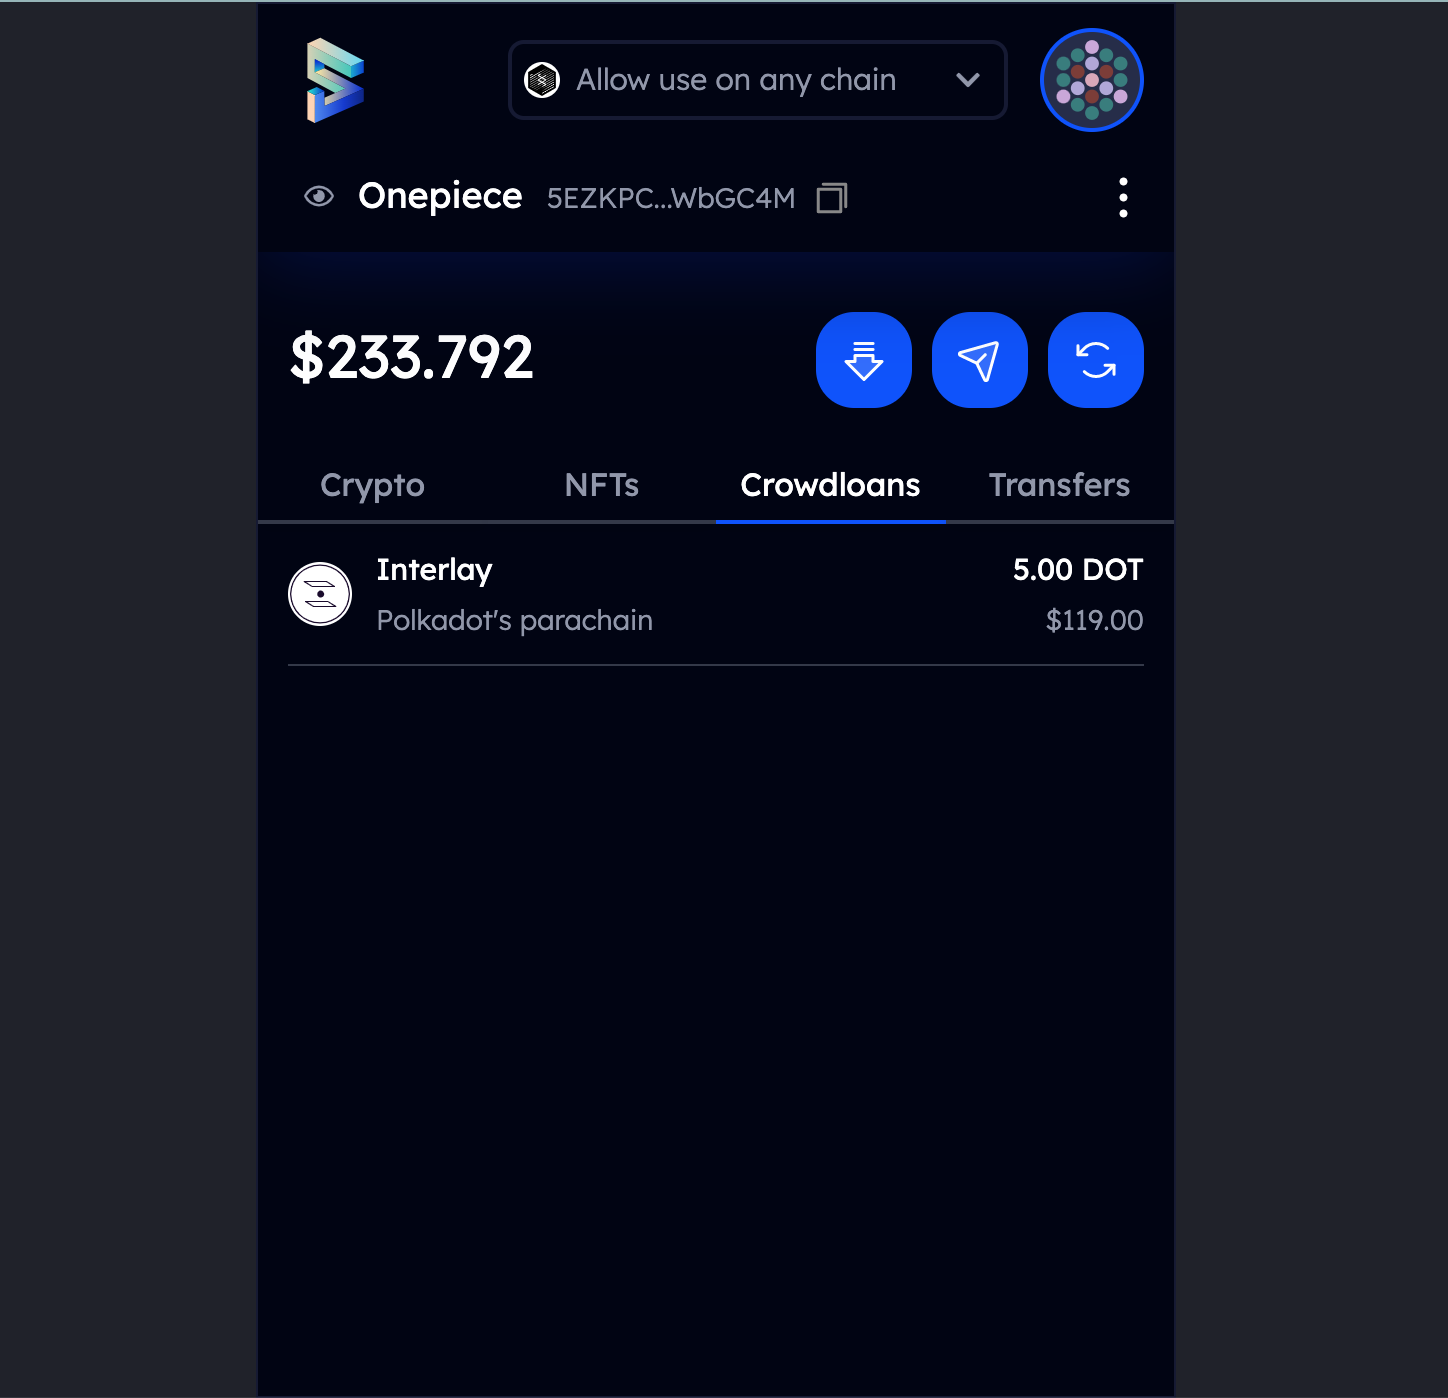 Allow use on any chain
Onepiece 5EZKPC...WbGC4M
$233.792
Crypto NFTs Crowdloans Transfers
Interlay 5.00 DOT
Polkadot's parachain $119.00